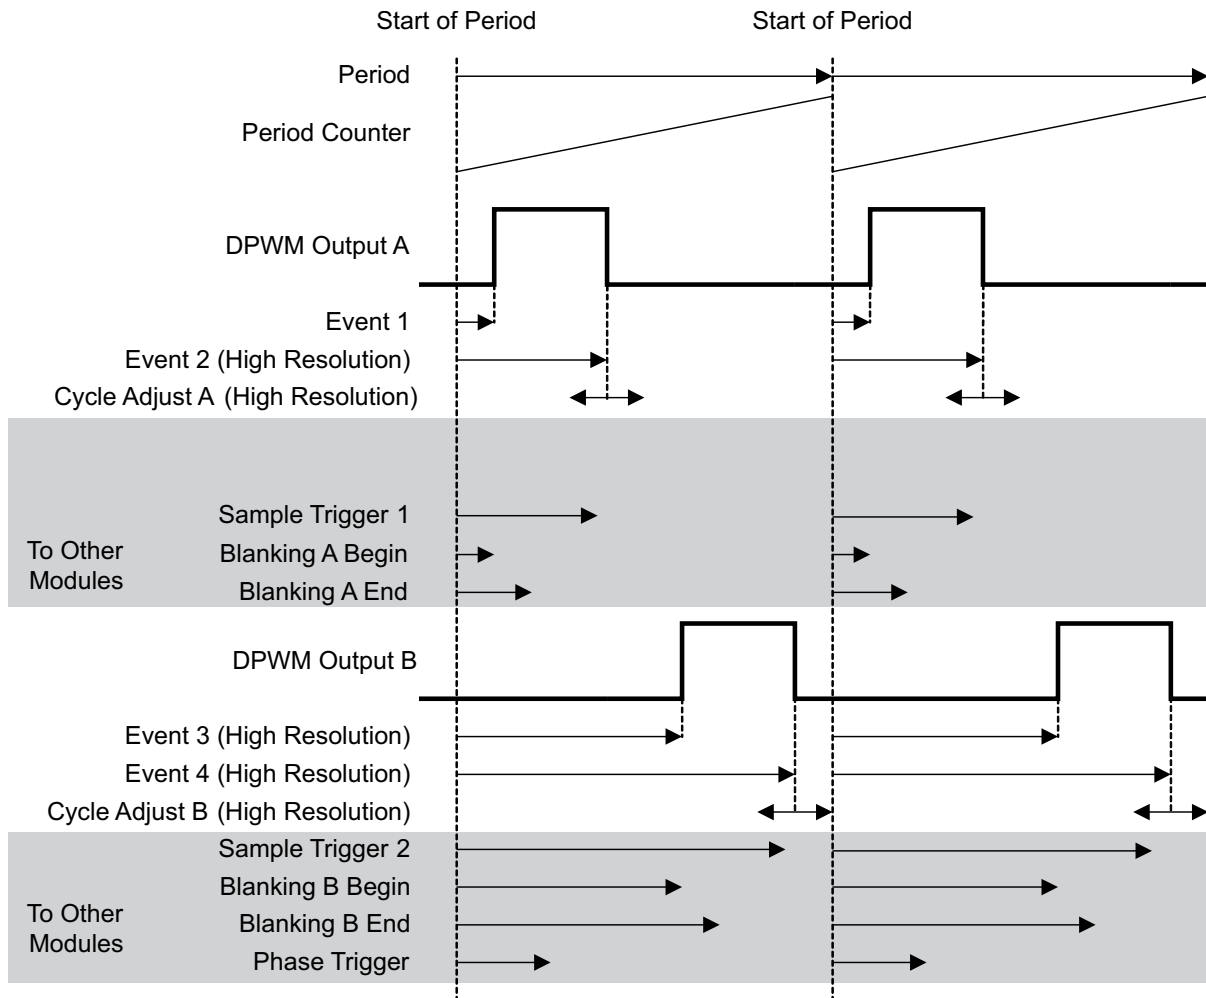 Start of Period
Start of Period
Period
Period Counter
DPWM Output A
Event 1
Event 2 (High Resolution)
Cycle Adjust A (High Resolution)
To Other
Modules
Sample Trigger 1
Blanking A Begin
Blanking A End
DPWM Output B
Event 3 (High Resolution)
Event 4 (High Resolution)
Cycle Adjust B (High Resolution)
To Other
Modules
Sample Trigger 2
Blanking B Begin
Blanking B End
Phase Trigger